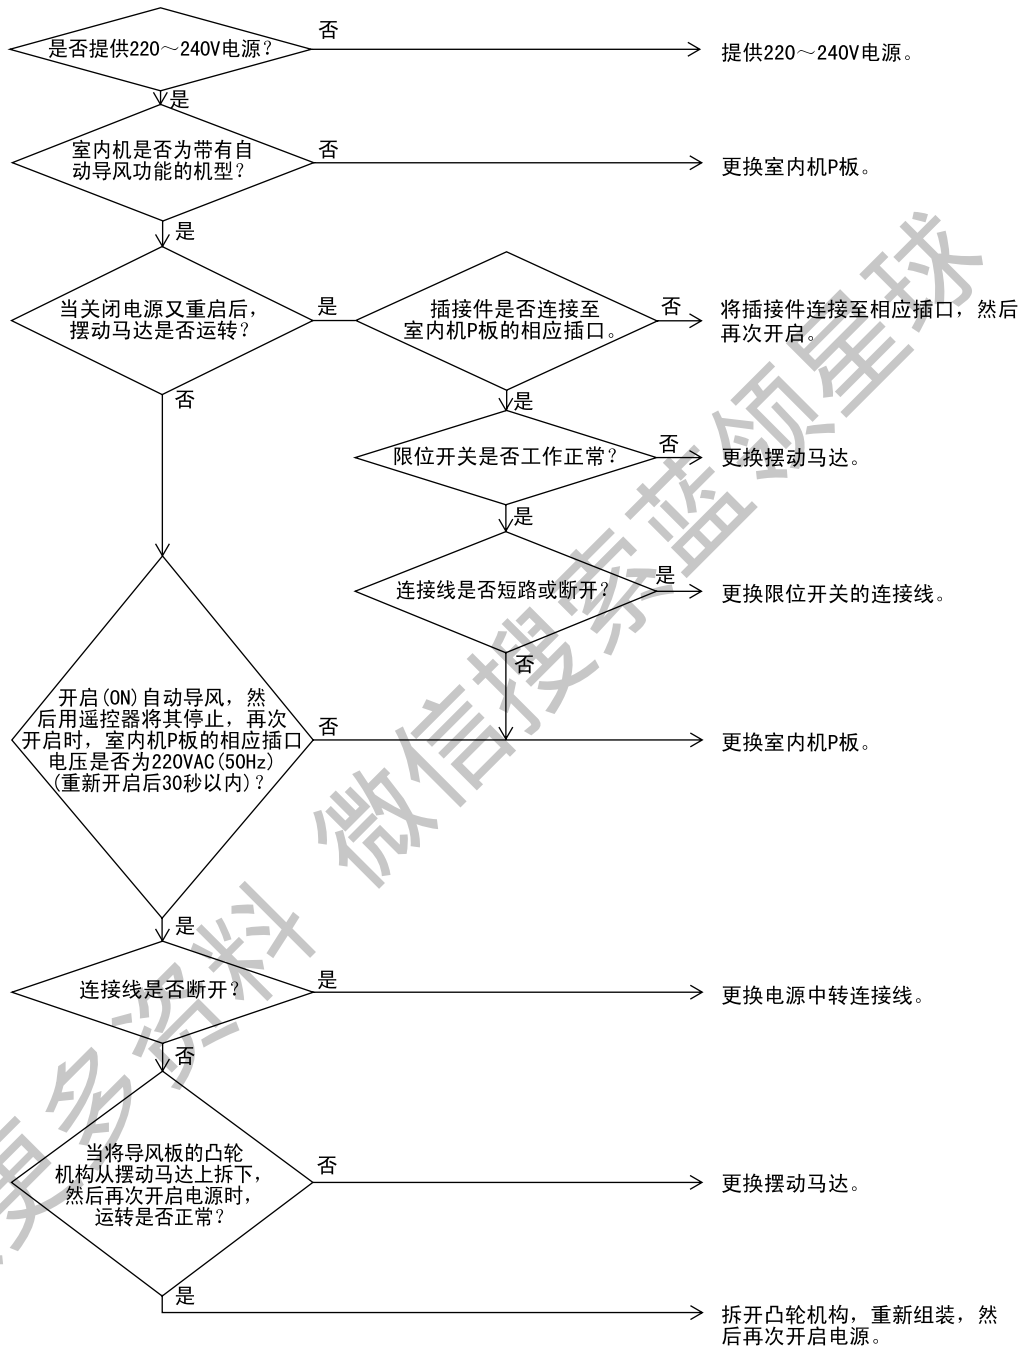 是否提供220～240V电源？
否
提供220～240V电源。
是
室内机是否为带有自
动导风功能的机型？
否
更换室内机P板。
是
当关闭电源又重启后，
摆动马达是否运转？
是
插接件是否连接至
室内机P板的相应插口。
否
将插接件连接至相应插口，然后
再次开启。
否
是
限位开关是否工作正常？
否
更换摆动马达。
是
连接线是否短路或断开？
是
更换限位开关的连接线。
否
开启(ON)自动导风，然
后用遥控器将其停止，再次
开启时，室内机P板的相应插口
电压是否为220VAC(50Hz)
(重新开启后30秒以内)？
否
更换室内机P板。
是
连接线是否断开？
是
更换电源中转连接线。
否
当将导风板的凸轮
机构从摆动马达上拆下，
然后再次开启电源时，
运转是否正常？
否
更换摆动马达。
是
拆开凸轮机构，重新组装，然
后再次开启电源。
更多资料 微信搜索蓝领星球